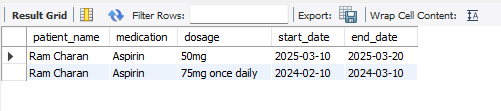 Result Grid Filter Rows: Export: Wrap Cell Content:
patient_name medication dosage start_date end_date
Ram Charan Aspirin 50mg 2025-03-10 2025-03-20
Ram Charan Aspirin 75mg once daily 2024-02-10 2024-03-10